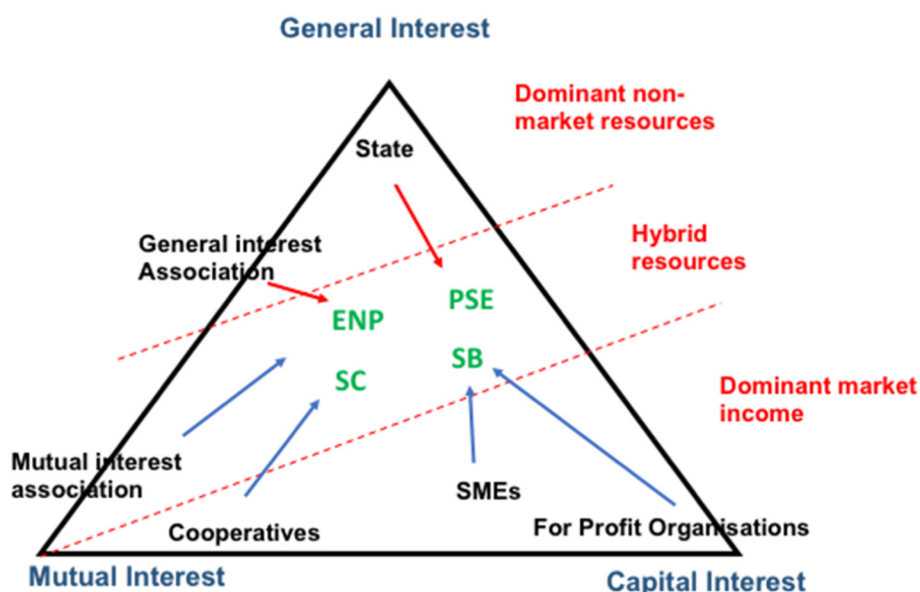 General Interest
Dominant non-
market resources
State
General interest
Association
Hybrid
resources
PSE
ENP
SB
SC
Dominant market
income
Mutual interest
association
SMEs
Cooperatives
For Profit Organisations
Mutual Interest
Capital Interest